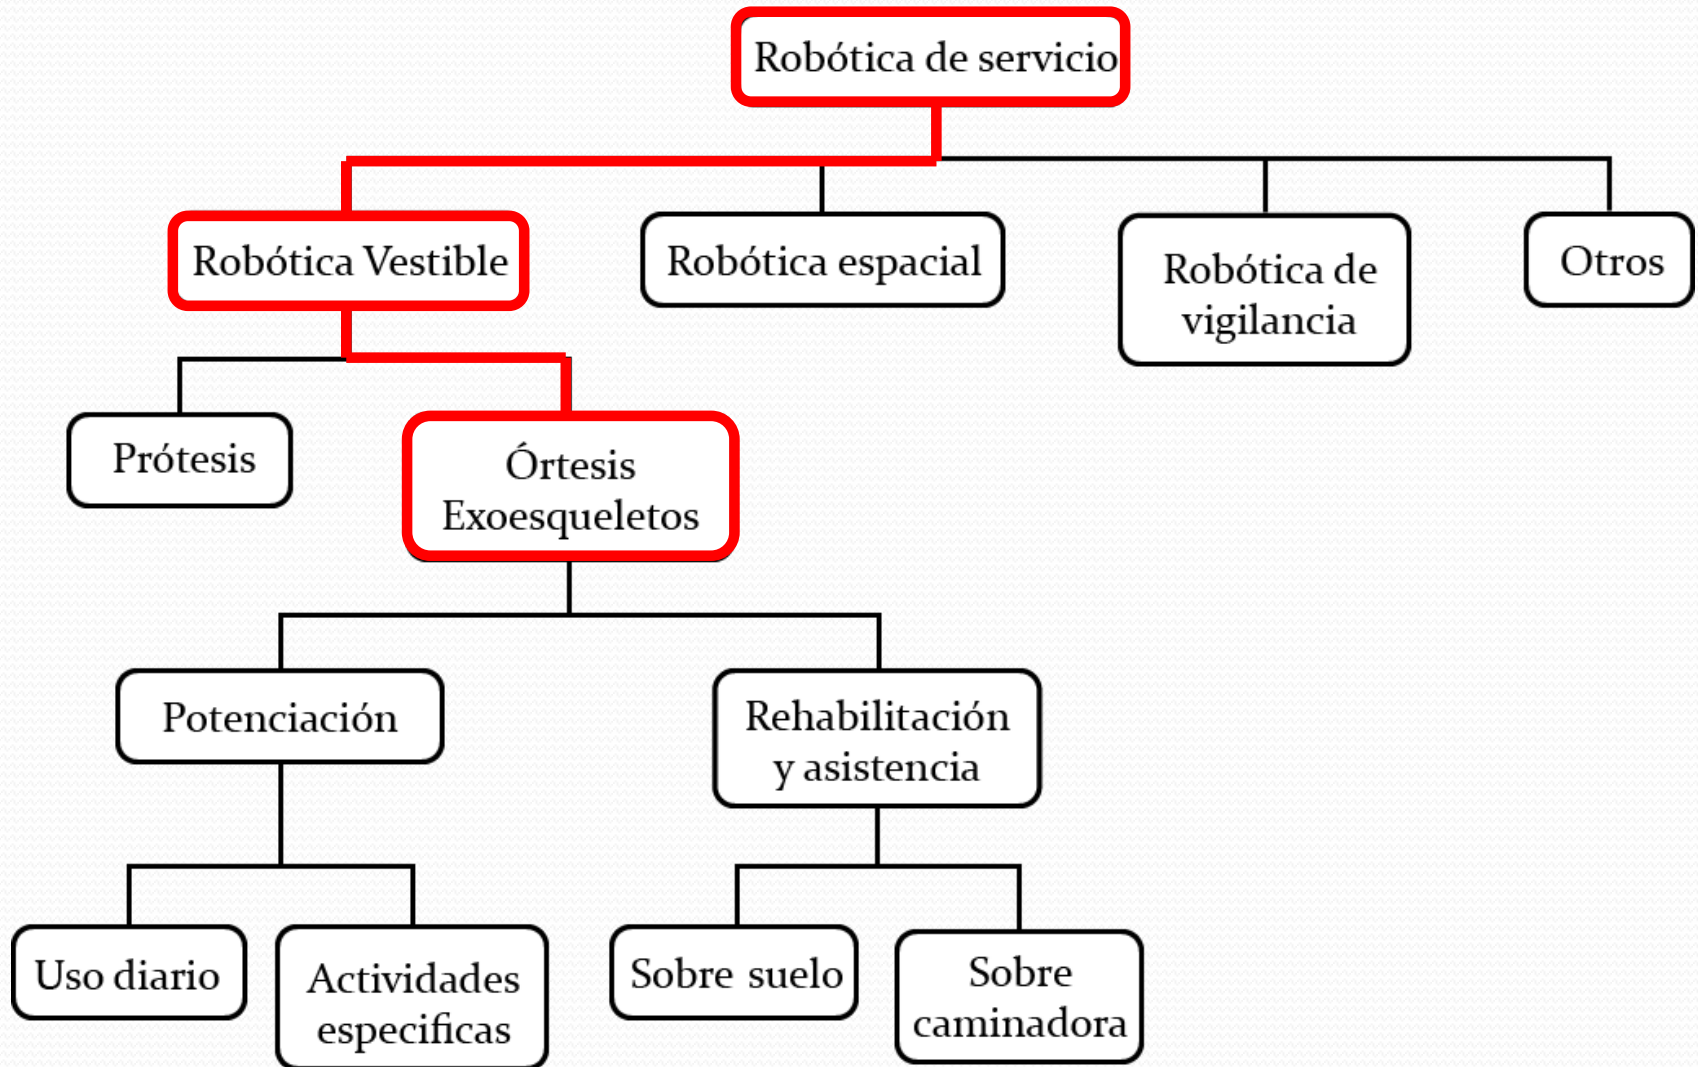 Robótica de servicio
Robótica Vestible
Robótica espacial
Robótica de
vigilancia
Otros
Prótesis
Órtesis
Exoesqueletos
Potenciación
Rehabilitación
y asistencia
Uso diario
Actividades
especificas
Sobre suelo
Sobre
caminadora